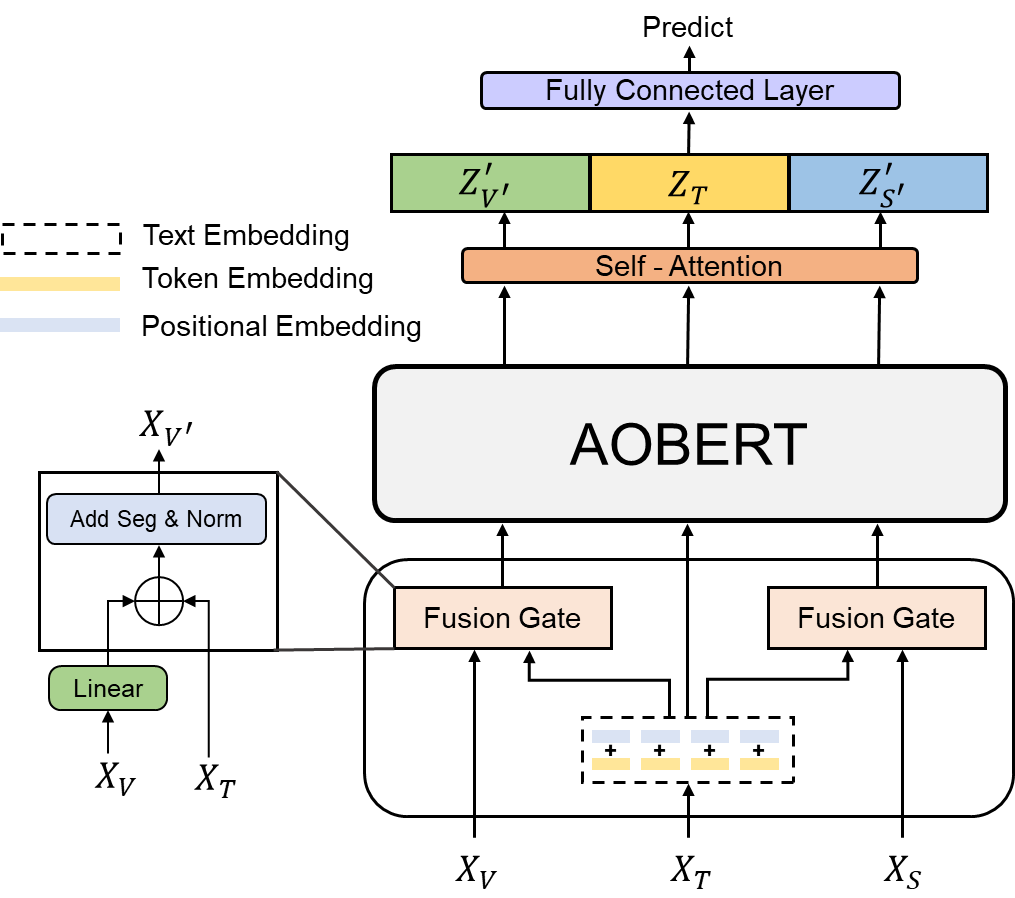 Predict
Fully Connected Layer
Z′V′ ZT Z′S′
Self - Attention
Text Embedding
Token Embedding
Positional Embedding
AOBERT
XV′
Add Seg & Norm
Linear
XV XT
Fusion Gate Fusion Gate
+ + + +
XV XT XS